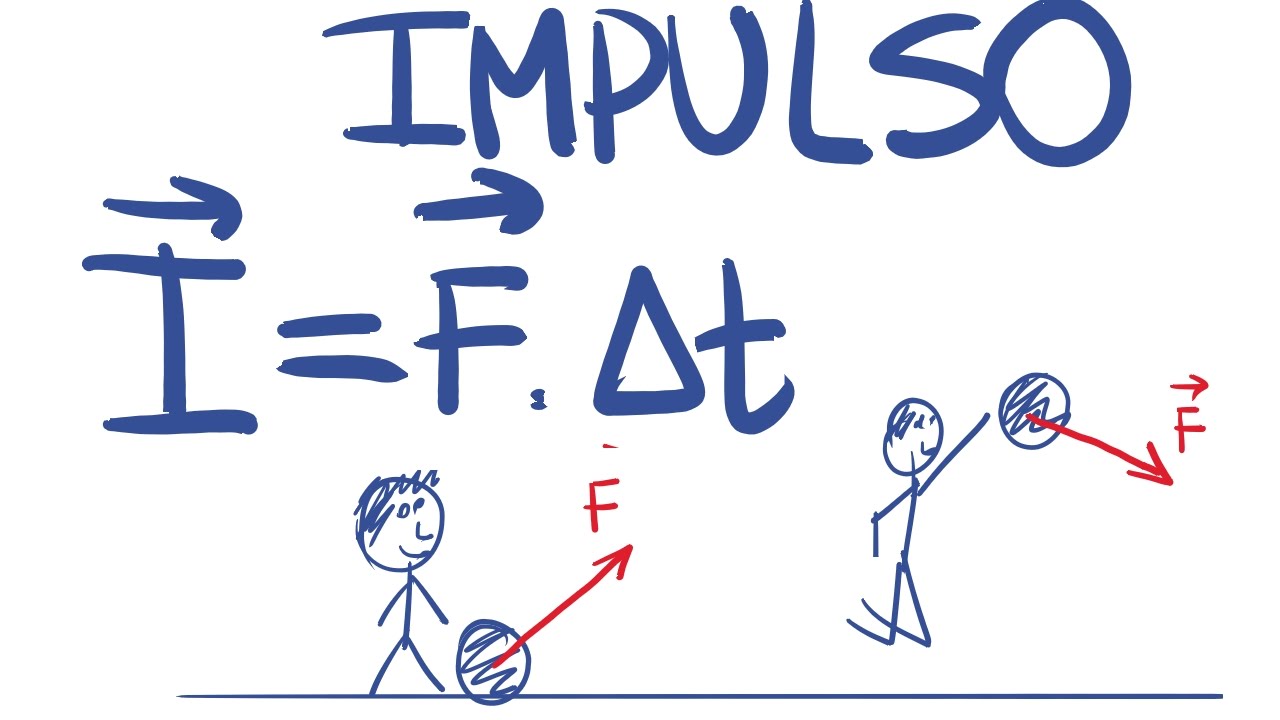 IMPULSO
I⃗ = F⃗ . Δt
F
F⃗